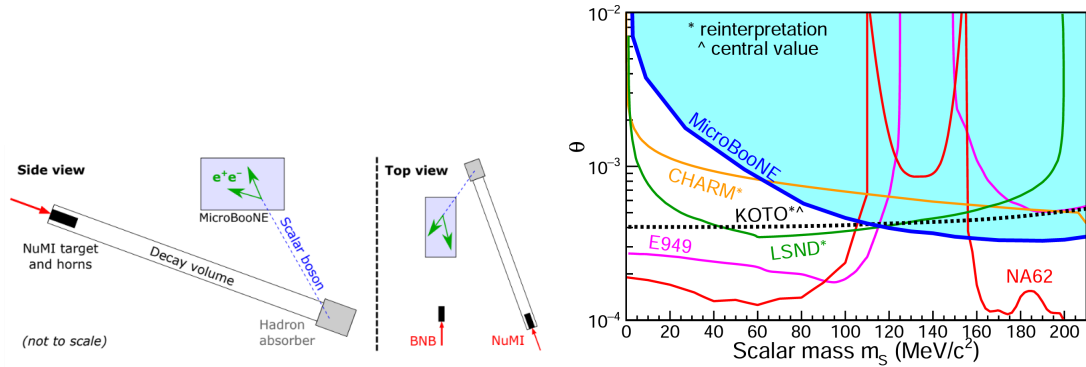 Side view
e⁺e⁻
MicroBooNE
NuMI target
and horns
Decay volume
Scalar boson
Hadron
absorber
(not to scale)
Top view
BNB
NuMI
10⁻²
* reinterpretation
^ central value
MicroBooNE
θ
10⁻³
CHARM*
KOTO*^
E949
LSND*
NA62
10⁻⁴
0 20 40 60 80 100 120 140 160 180 200
Scalar mass mS (MeV/c²)